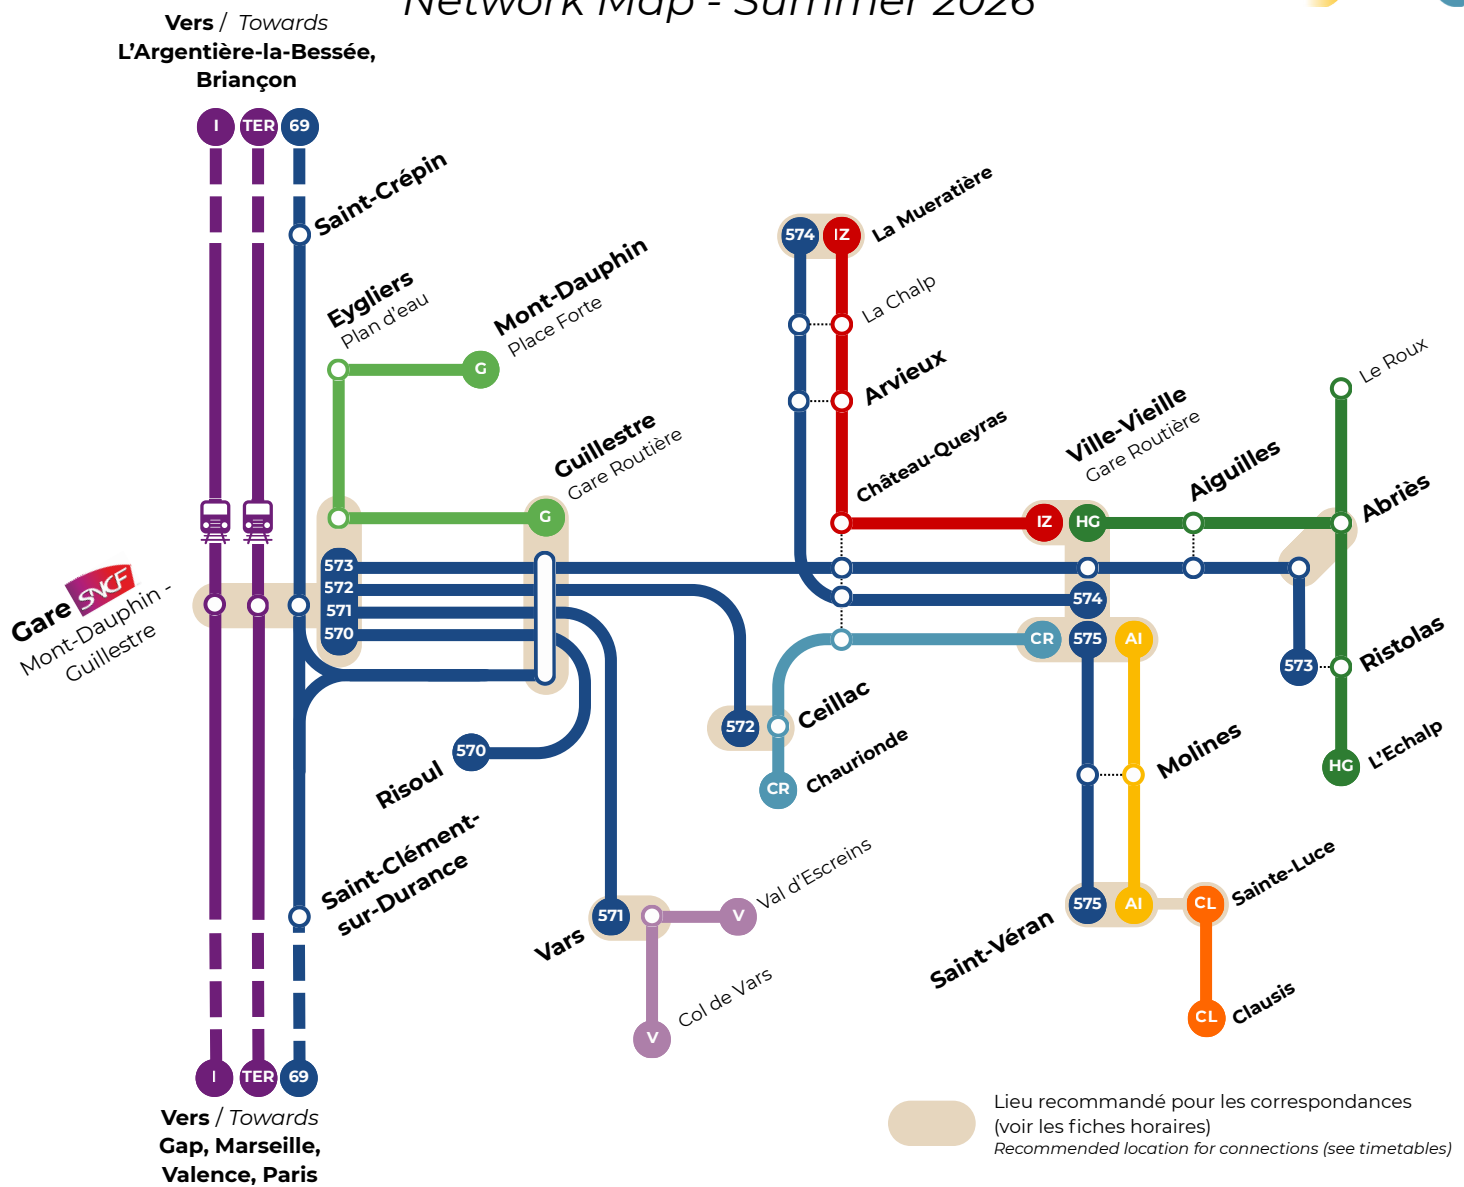 Network Map - Summer 2026
Vers / Towards
L'Argentière-la-Bessée,
Briançon
I
TER
69
Saint-Crépin
Eygliers
Plan d'eau
Mont-Dauphin
Place Forte
G
Guillestre
Gare Routière
G
574
IZ
La Mueratière
La Chalp
Arvieux
Château-Queyras
Ville-Vieille
Gare Routière
IZ
HG
Aiguilles
Le Roux
Abriès
573
572
571
570
Gare SNCF
Mont-Dauphin -
Guillestre
574
CR
575
AI
573
Ristolas
HG
L'Echalp
572
Ceillac
CR
Chaurionde
570
Risoul
Molines
Saint-Clément-
sur-Durance
571
Vars
V
Val d'Escreins
V
Col de Vars
575
AI
CL
Sainte-Luce
Saint-Véran
CL
Clausis
I
TER
69
Vers / Towards
Gap, Marseille,
Valence, Paris
Lieu recommandé pour les correspondances
(voir les fiches horaires)
Recommended location for connections (see timetables)